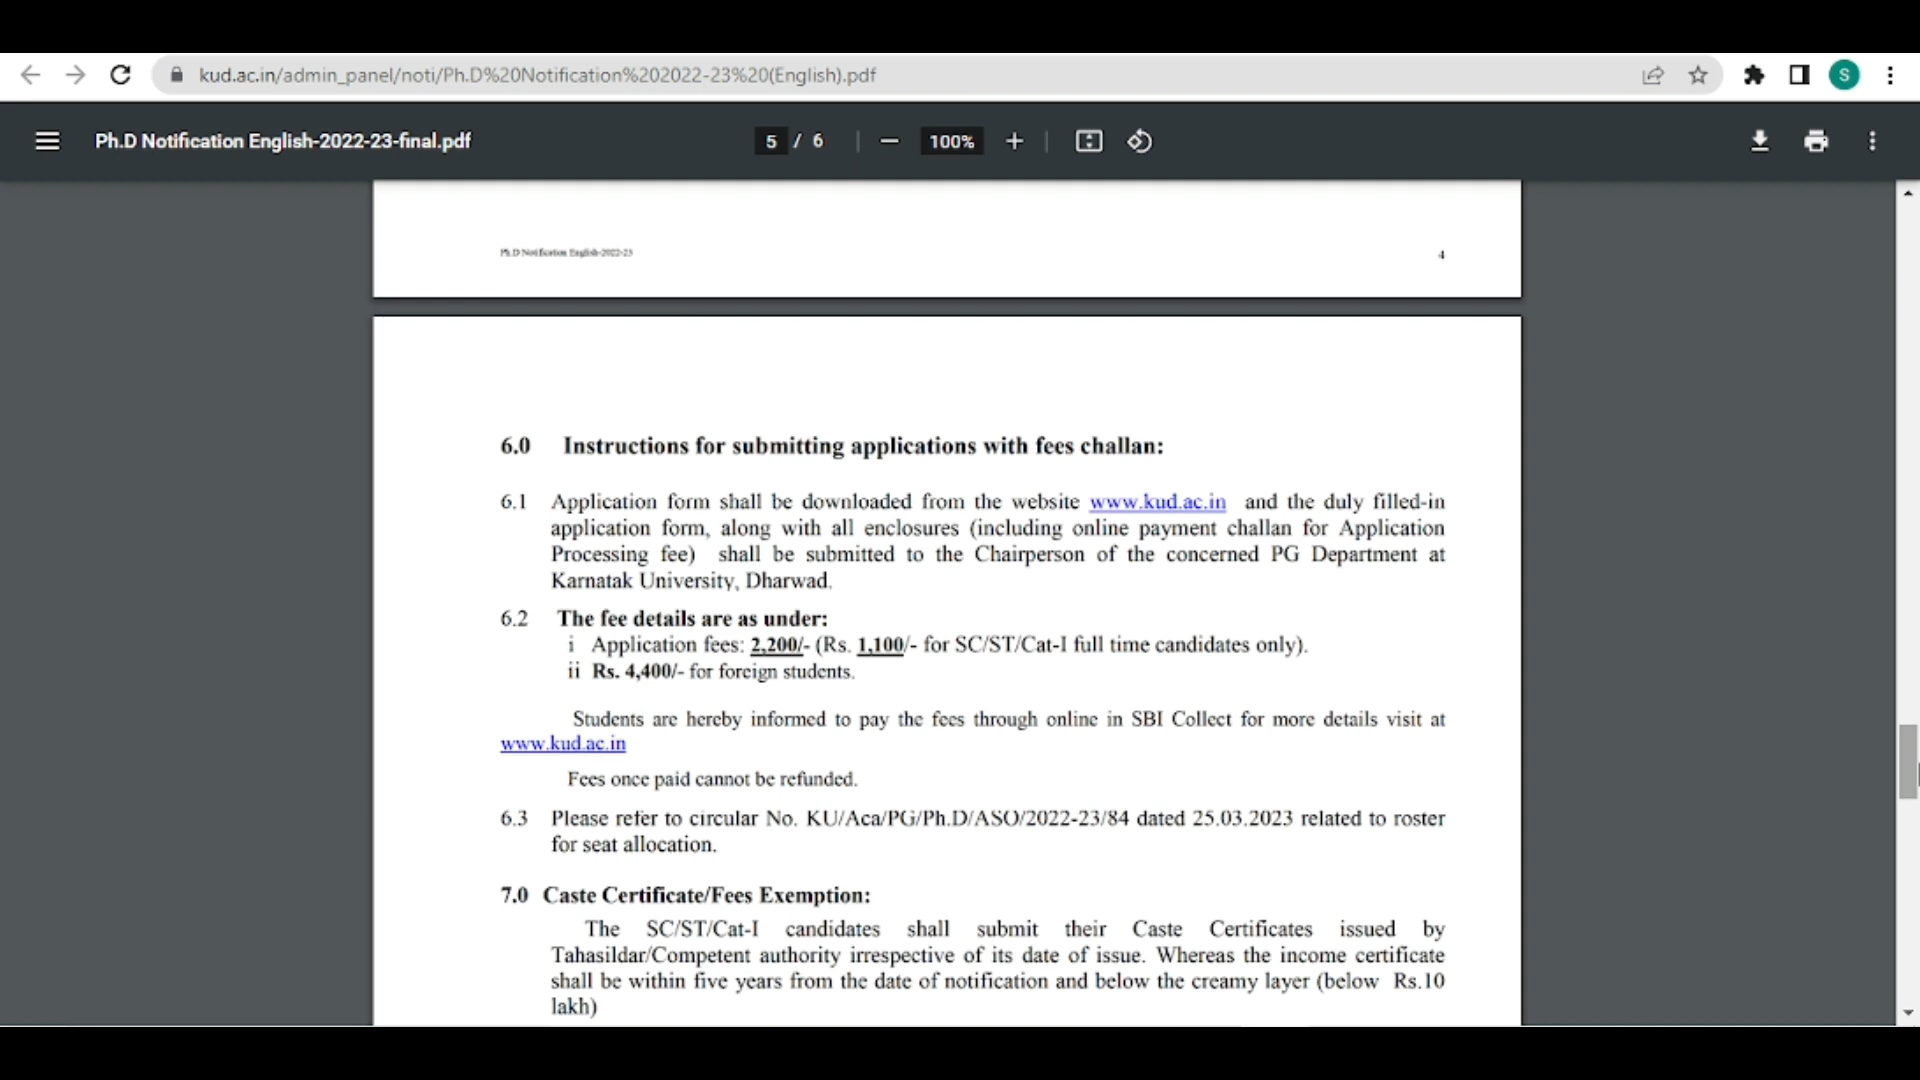 kud.ac.in/admin_panel/noti/Ph.D%20Notification%202022-23%20(English).pdf
S
Ph.D Notification English-2022-23-final.pdf
5 / 6
100%
Ph.D Notification English-2022-23
4
6.0 Instructions for submitting applications with fees challan:
6.1 Application form shall be downloaded from the website www.kud.ac.in and the duly filled-in
application form, along with all enclosures (including online payment challan for Application
Processing fee) shall be submitted to the Chairperson of the concerned PG Department at
Karnatak University, Dharwad.
6.2 The fee details are as under:
i Application fees: 2,200/- (Rs. 1,100/- for SC/ST/Cat-I full time candidates only).
ii Rs. 4,400/- for foreign students.
Students are hereby informed to pay the fees through online in SBI Collect for more details visit at
www.kud.ac.in
Fees once paid cannot be refunded.
6.3 Please refer to circular No. KU/Aca/PG/Ph.D/ASO/2022-23/84 dated 25.03.2023 related to roster
for seat allocation.
7.0 Caste Certificate/Fees Exemption:
The SC/ST/Cat-I candidates shall submit their Caste Certificates issued by
Tahasildar/Competent authority irrespective of its date of issue. Whereas the income certificate
shall be within five years from the date of notification and below the creamy layer (below Rs.10
lakh)